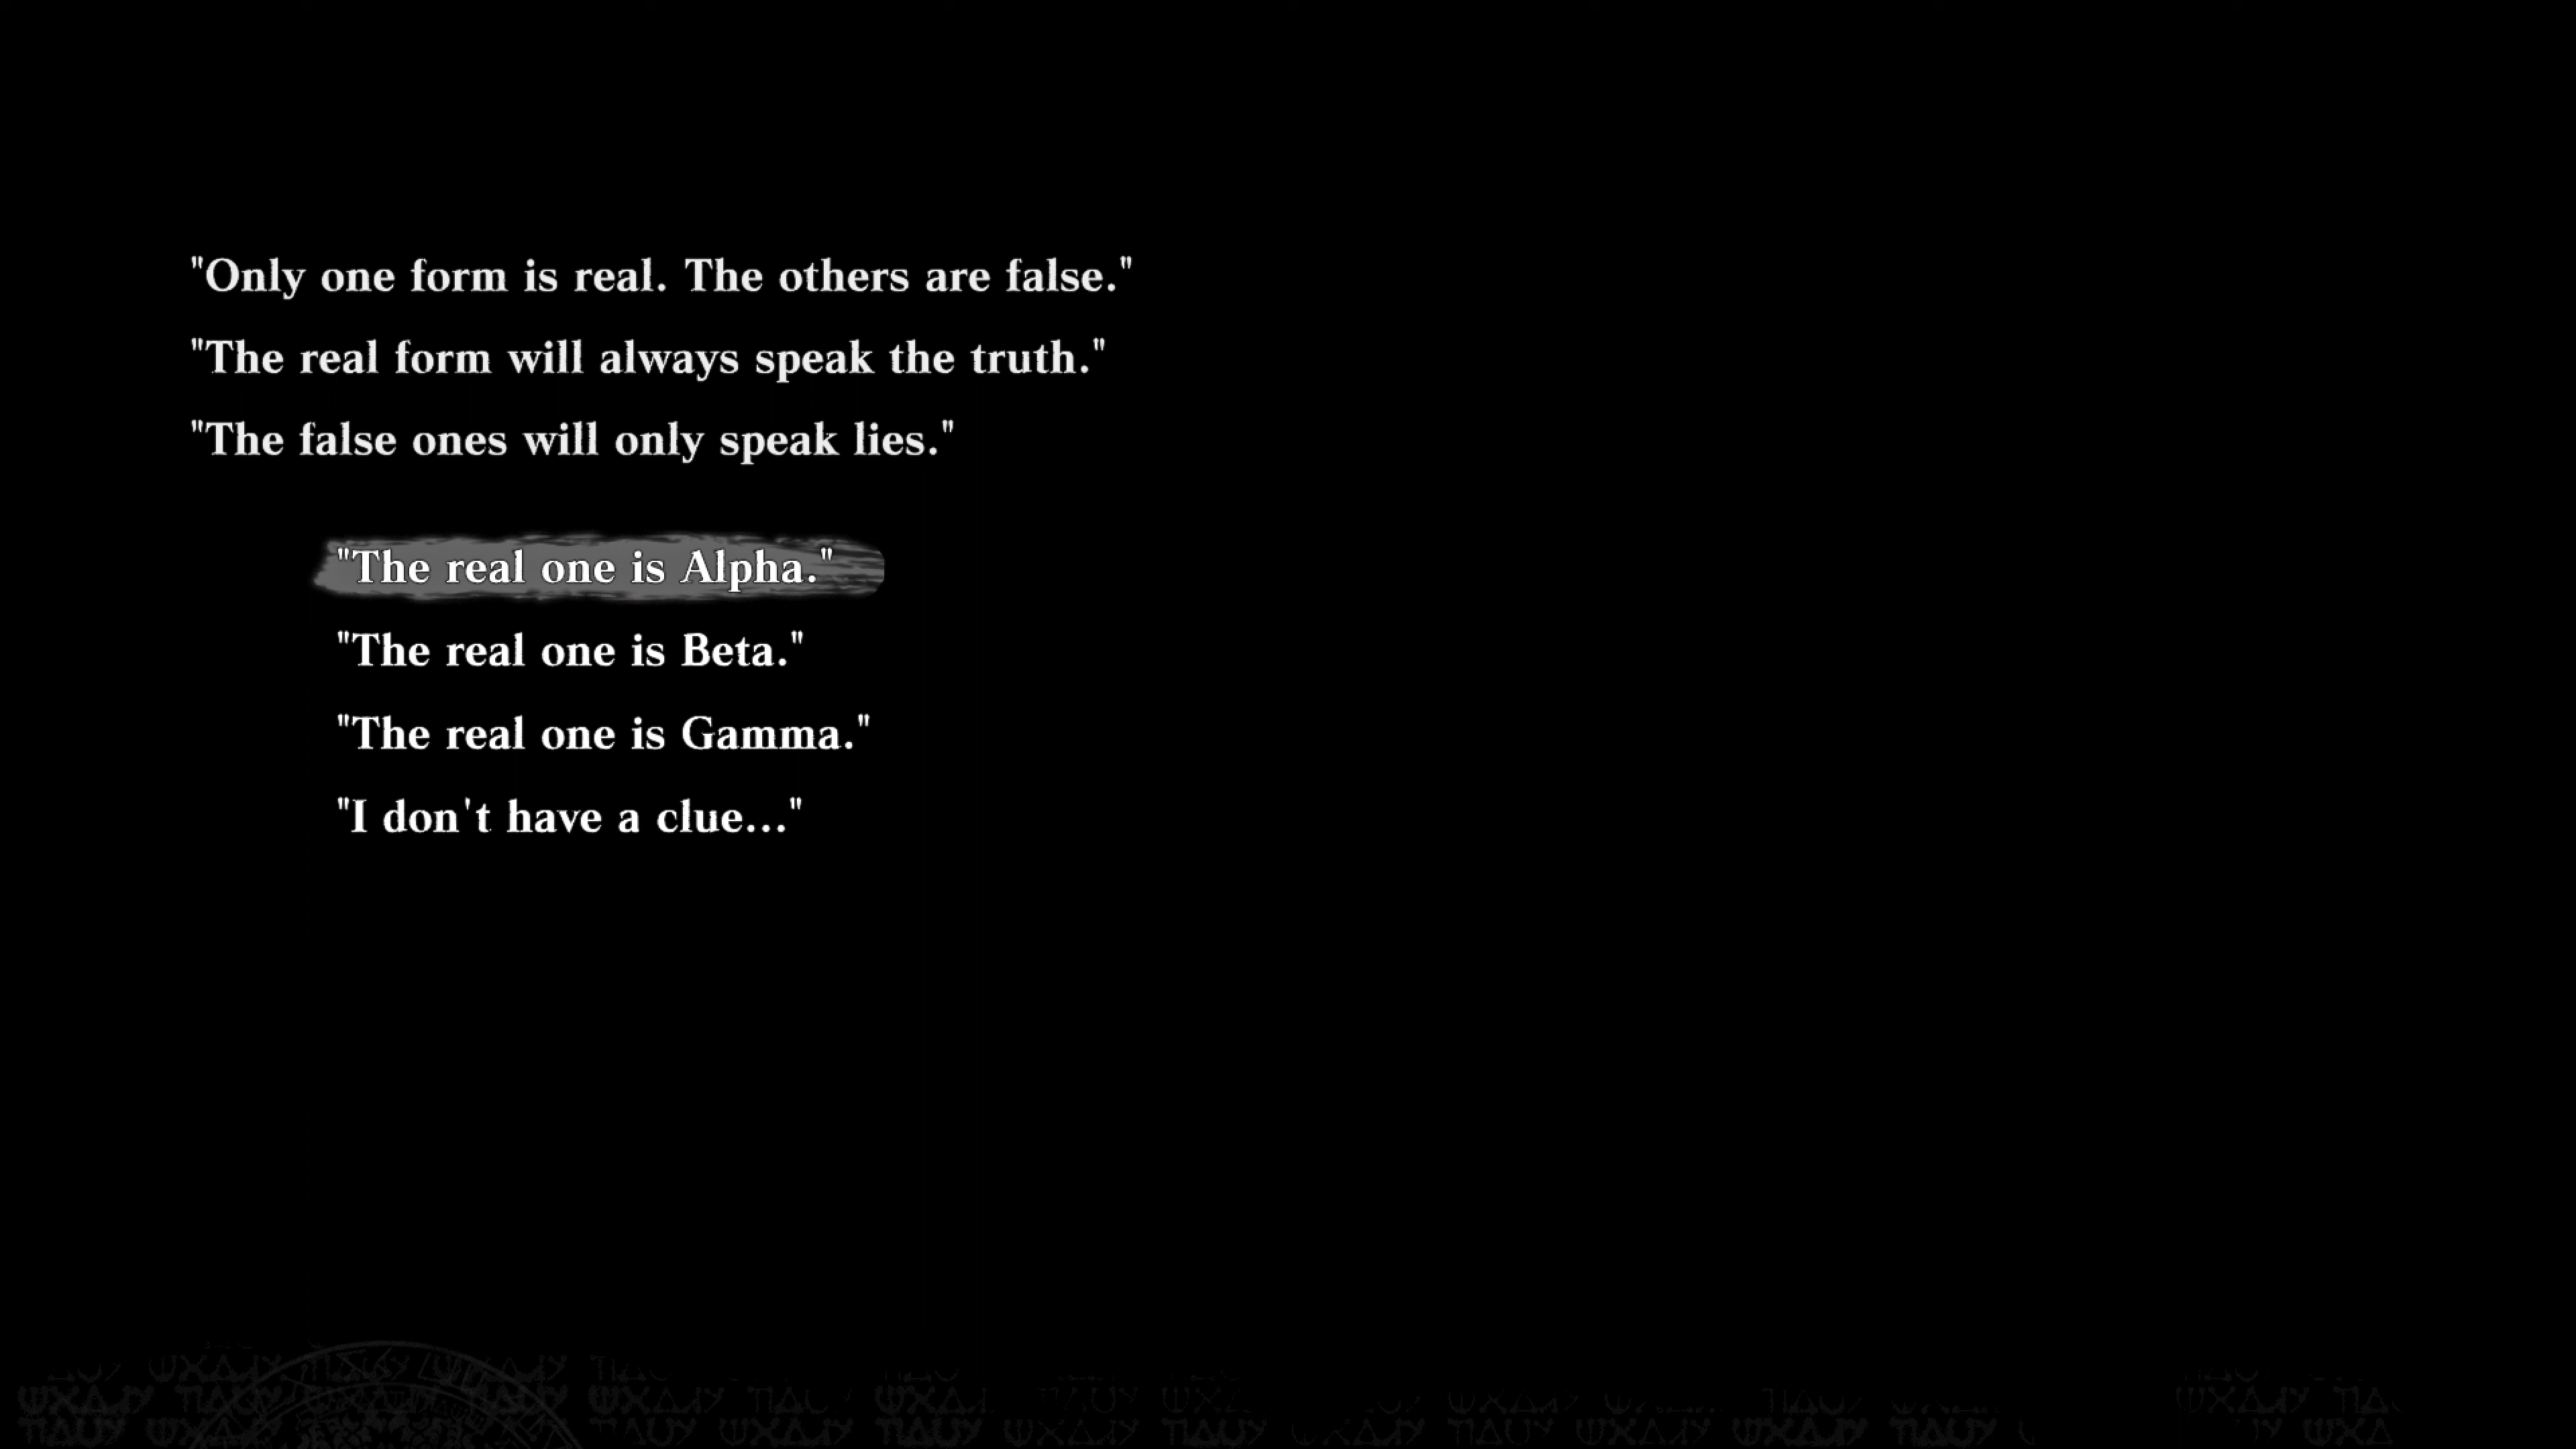 "Only one form is real. The others are false."
"The real form will always speak the truth."
"The false ones will only speak lies."
"The real one is Alpha."
"The real one is Beta."
"The real one is Gamma."
"I don't have a clue..."